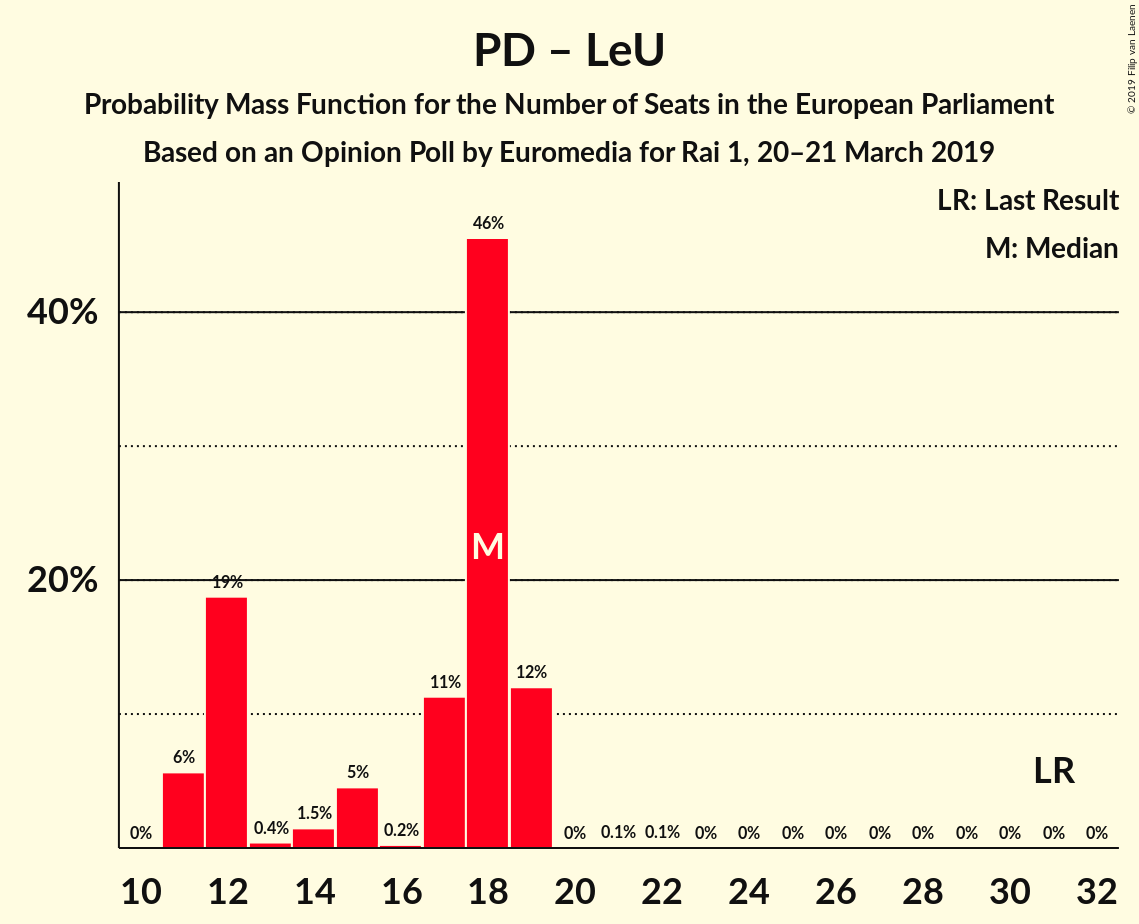 PD – LeU
Probability Mass Function for the Number of Seats in the European Parliament
Based on an Opinion Poll by Euromedia for Rai 1, 20–21 March 2019
© 2019 Filip van Laenen
LR: Last Result
M: Median
46%
40%
M
20%
19%
12%
11%
6%
5%
LR
1.5%
0.4%
0.2%
0% 0% 0.1% 0.1% 0% 0% 0% 0% 0% 0% 0% 0% 0% 0%
10 12 14 16 18 20 22 24 26 28 30 32